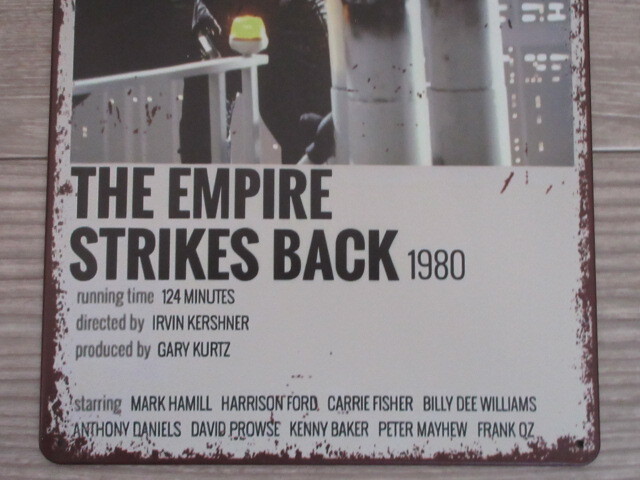 THE EMPIRE
STRIKES BACK 1980
running time 124 MINUTES
directed by IRVIN KERSHNER
produced by GARY KURTZ
starring MARK HAMILL HARRISON FORD CARRIE FISHER BILLY DEE WILLIAMS
ANTHONY DANIELS DAVID PROWSE KENNY BAKER PETER MAYHEW FRANK OZ